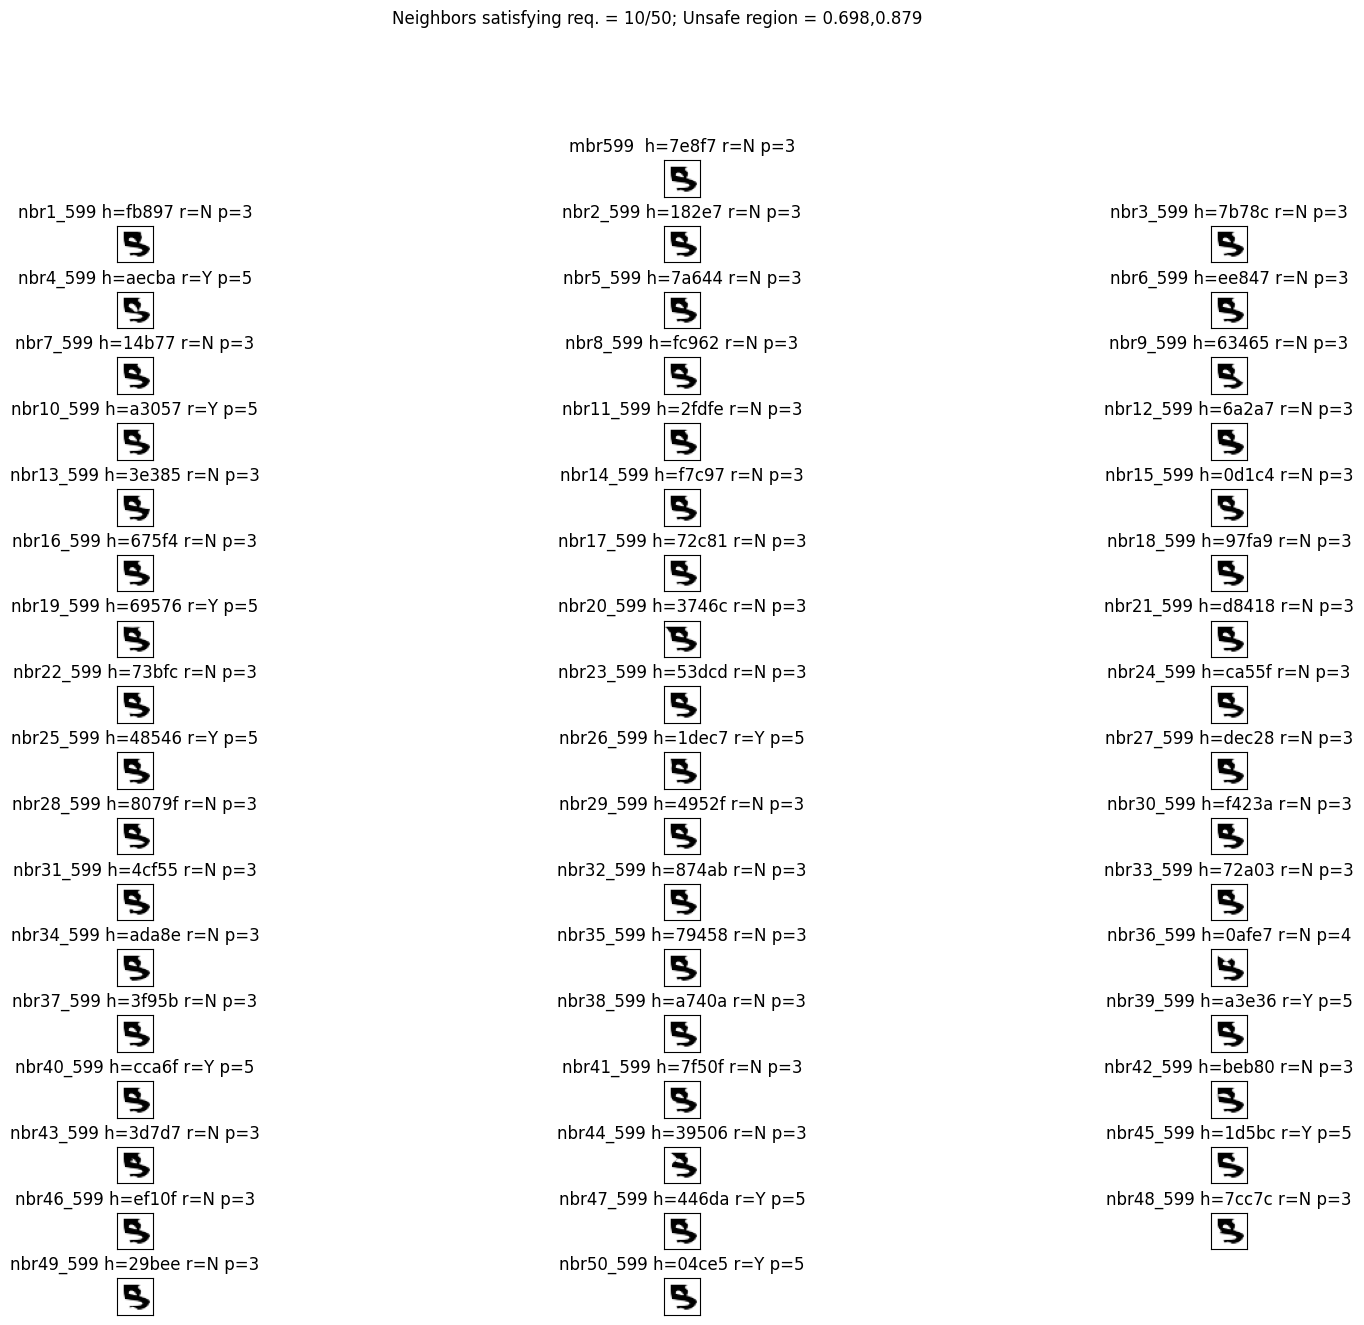 Neighbors satisfying req. = 10/50; Unsafe region = 0.698,0.879
mbr599  h=7e8f7 r=N p=3
nbr1_599 h=fb897 r=N p=3 nbr2_599 h=182e7 r=N p=3 nbr3_599 h=7b78c r=N p=3
nbr4_599 h=aecba r=Y p=5 nbr5_599 h=7a644 r=N p=3 nbr6_599 h=ee847 r=N p=3
nbr7_599 h=14b77 r=N p=3 nbr8_599 h=fc962 r=N p=3 nbr9_599 h=63465 r=N p=3
nbr10_599 h=a3057 r=Y p=5 nbr11_599 h=2fdfe r=N p=3 nbr12_599 h=6a2a7 r=N p=3
nbr13_599 h=3e385 r=N p=3 nbr14_599 h=f7c97 r=N p=3 nbr15_599 h=0d1c4 r=N p=3
nbr16_599 h=675f4 r=N p=3 nbr17_599 h=72c81 r=N p=3 nbr18_599 h=97fa9 r=N p=3
nbr19_599 h=69576 r=Y p=5 nbr20_599 h=3746c r=N p=3 nbr21_599 h=d8418 r=N p=3
nbr22_599 h=73bfc r=N p=3 nbr23_599 h=53dcd r=N p=3 nbr24_599 h=ca55f r=N p=3
nbr25_599 h=48546 r=Y p=5 nbr26_599 h=1dec7 r=Y p=5 nbr27_599 h=dec28 r=N p=3
nbr28_599 h=8079f r=N p=3 nbr29_599 h=4952f r=N p=3 nbr30_599 h=f423a r=N p=3
nbr31_599 h=4cf55 r=N p=3 nbr32_599 h=874ab r=N p=3 nbr33_599 h=72a03 r=N p=3
nbr34_599 h=ada8e r=N p=3 nbr35_599 h=79458 r=N p=3 nbr36_599 h=0afe7 r=N p=4
nbr37_599 h=3f95b r=N p=3 nbr38_599 h=a740a r=N p=3 nbr39_599 h=a3e36 r=Y p=5
nbr40_599 h=cca6f r=Y p=5 nbr41_599 h=7f50f r=N p=3 nbr42_599 h=beb80 r=N p=3
nbr43_599 h=3d7d7 r=N p=3 nbr44_599 h=39506 r=N p=3 nbr45_599 h=1d5bc r=Y p=5
nbr46_599 h=ef10f r=N p=3 nbr47_599 h=446da r=Y p=5 nbr48_599 h=7cc7c r=N p=3
nbr49_599 h=29bee r=N p=3 nbr50_599 h=04ce5 r=Y p=5